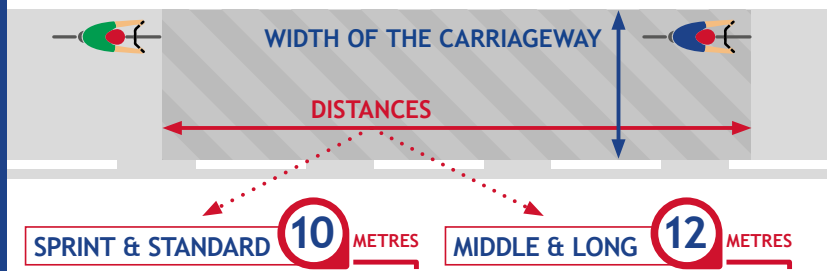 WIDTH OF THE CARRIAGEWAY
DISTANCES
SPRINT & STANDARD 10 METRES
MIDDLE & LONG 12 METRES